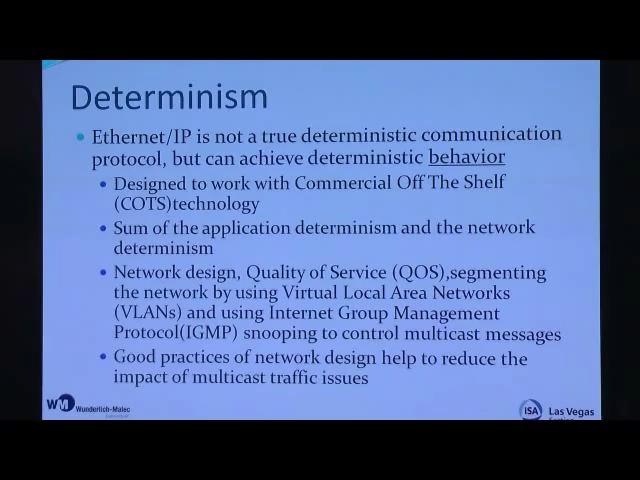 Determinism
• Ethernet/IP is not a true deterministic communication
protocol, but can achieve deterministic behavior
• Designed to work with Commercial Off The Shelf
(COTS)technology
• Sum of the application determinism and the network
determinism
• Network design, Quality of Service (QOS),segmenting
the network by using Virtual Local Area Networks
(VLANs) and using Internet Group Management
Protocol(IGMP) snooping to control multicast messages
• Good practices of network design help to reduce the
impact of multicast traffic issues
WM Wunderlich-Malec
ISA Las Vegas
Section